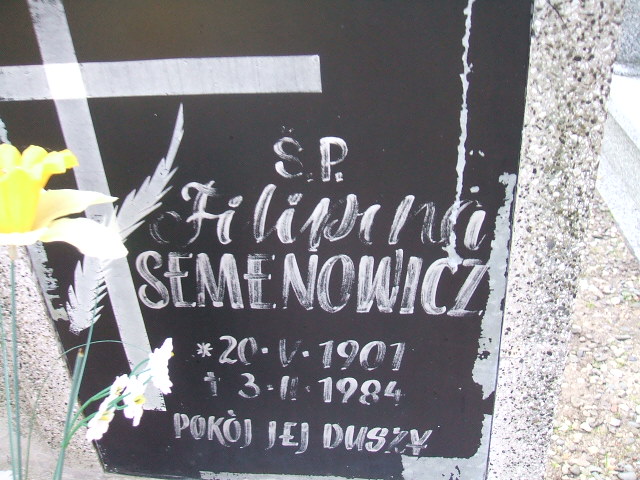 Ś.P.
Filipina
SEMENOWICZ
* 20·V·1901
† 3·II·1984
POKÓJ JEJ DUSZY